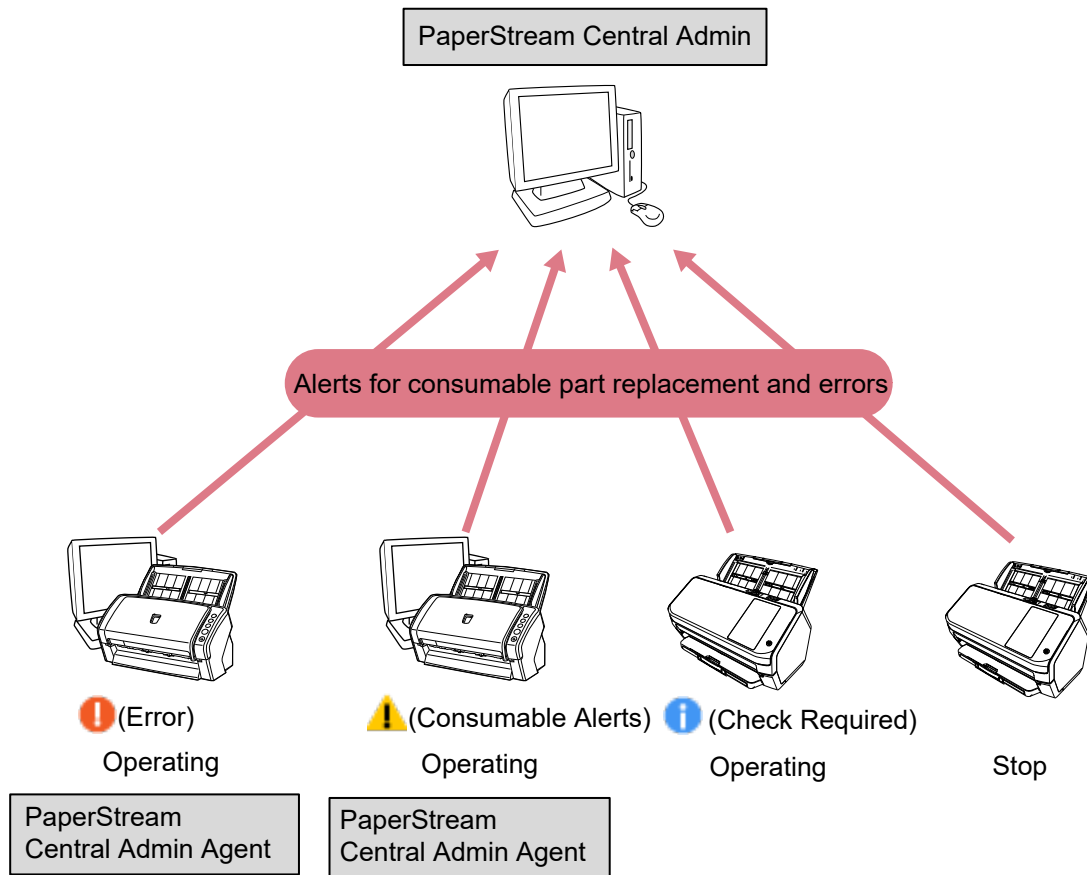 PaperStream Central Admin
Alerts for consumable part replacement and errors
(Error)
(Consumable Alerts)
(Check Required)
Operating
Operating
Operating
Stop
PaperStream
Central Admin Agent
PaperStream
Central Admin Agent